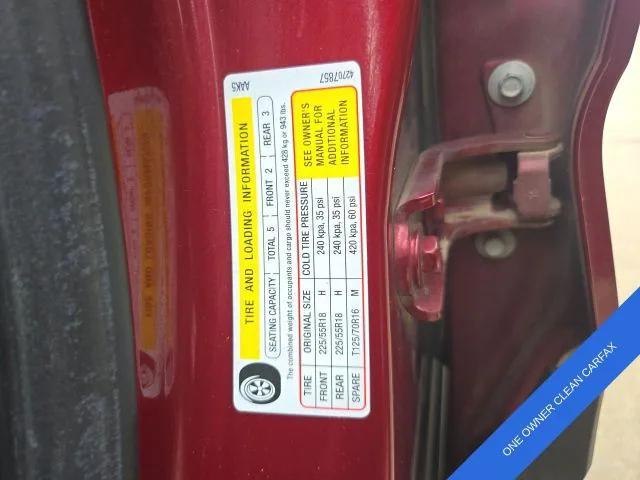 TIRE AND LOADING INFORMATION
SEATING CAPACITY TOTAL 5 FRONT 2 REAR 3
The combined weight of occupants and cargo should never exceed 428 kg or 943 lbs.
TIRE ORIGINAL SIZE COLD TIRE PRESSURE
FRONT 225/55R18 H 240 kpa, 35 psi
REAR 225/55R18 H 240 kpa, 35 psi
SPARE T125/70R16 M 420 kpa, 60 psi
SEE OWNER'S
MANUAL FOR
ADDITIONAL
INFORMATION
AAK5
42707857
ONE OWNER CLEAN CARFAX